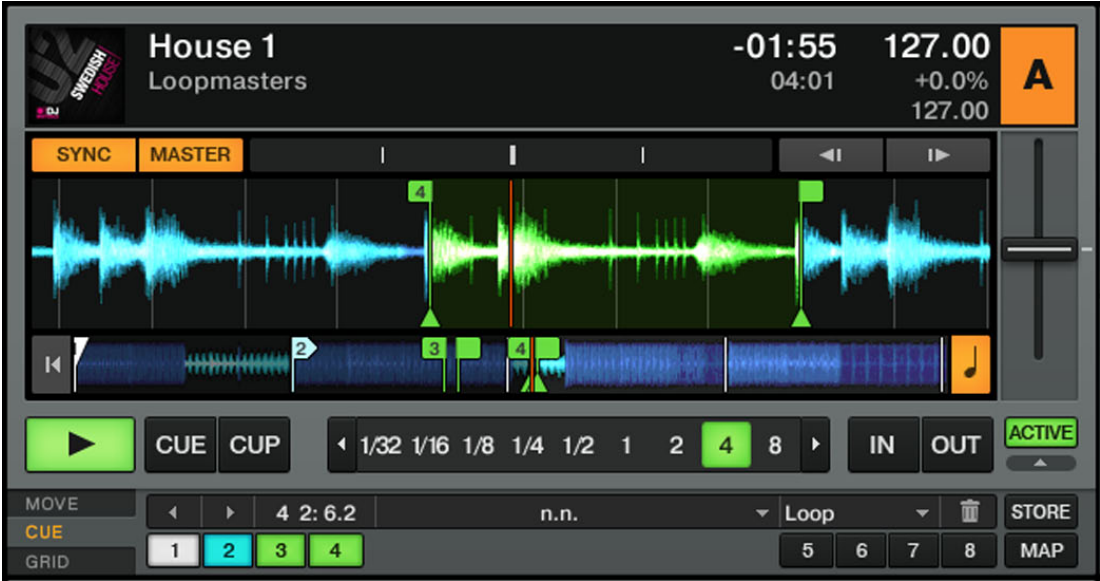 02
SWEDISH
HOUSE
DJ
House 1
Loopmasters
-01:55
04:01
127.00
+0.0%
127.00
A
SYNC
MASTER
4
2
3
4
CUE
CUP
1/32 1/16 1/8 1/4 1/2 1 2 4 8
IN
OUT
ACTIVE
MOVE
CUE
GRID
4 2: 6.2
n.n.
Loop
STORE
1 2 3 4
5 6 7 8
MAP